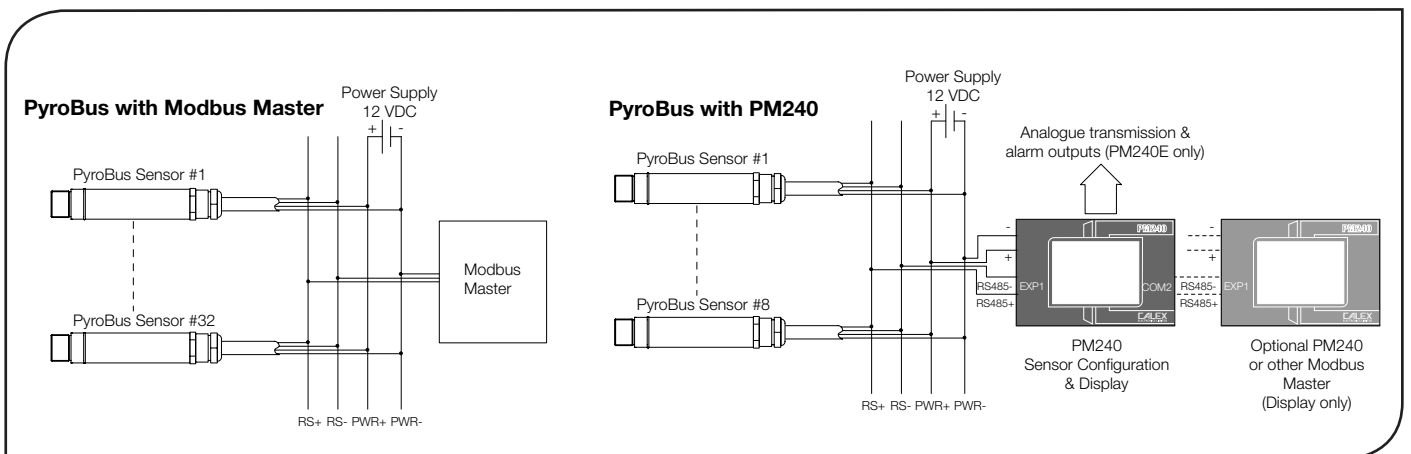 PyroBus with Modbus Master
Power Supply
12 VDC
+ -
PyroBus Sensor #1
PyroBus Sensor #32
Modbus
Master
RS+ RS- PWR+ PWR-
PyroBus with PM240
Power Supply
12 VDC
+ -
PyroBus Sensor #1
PyroBus Sensor #8
RS+ RS- PWR+ PWR-
Analogue transmission &
alarm outputs (PM240E only)
-
+
RS485-
RS485+
PM240
EXP1
COM2
CALEX
PM240
Sensor Configuration
& Display
-
+
RS485-
RS485+
PM240
EXP1
CALEX
Optional PM240
or other Modbus
Master
(Display only)